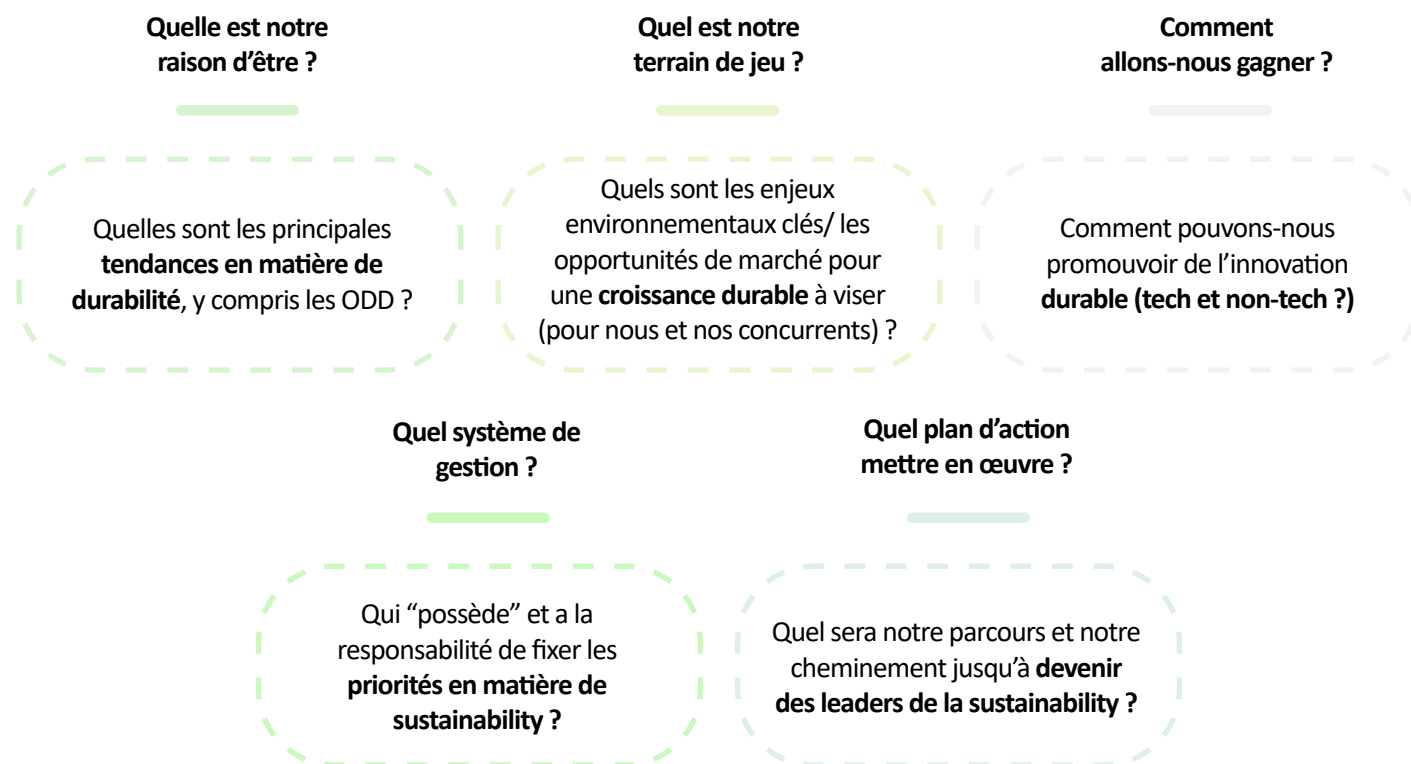 Quelle est notre
raison d’être ?
Quel est notre
terrain de jeu ?
Comment
allons-nous gagner ?
Quelles sont les principales
tendances en matière de
durabilité, y compris les ODD ?
Quels sont les enjeux
environnementaux clés/ les
opportunités de marché pour
une croissance durable à viser
(pour nous et nos concurrents) ?
Comment pouvons-nous
promouvoir de l’innovation
durable (tech et non-tech ?)
Quel système de
gestion ?
Quel plan d’action
mettre en œuvre ?
Qui “possède” et a la
responsabilité de fixer les
priorités en matière de
sustainability ?
Quel sera notre parcours et notre
cheminement jusqu’à devenir
des leaders de la sustainability ?